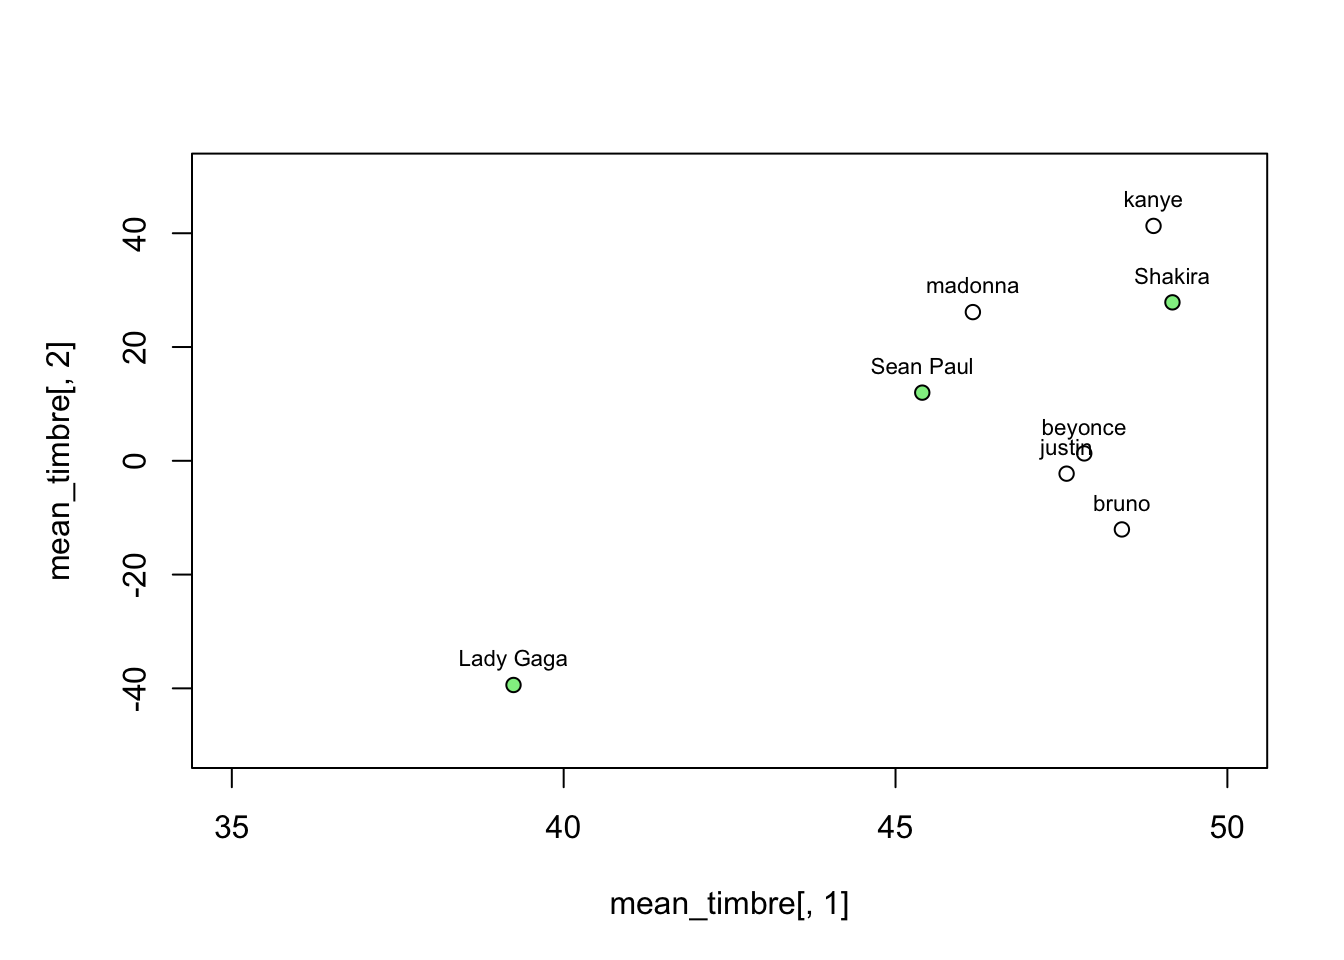 kanye
Shakira
madonna
Sean Paul
beyonce
justin
bruno
Lady Gaga
40
20
0
-20
-40
mean_timbre[, 2]
35 40 45 50
mean_timbre[, 1]